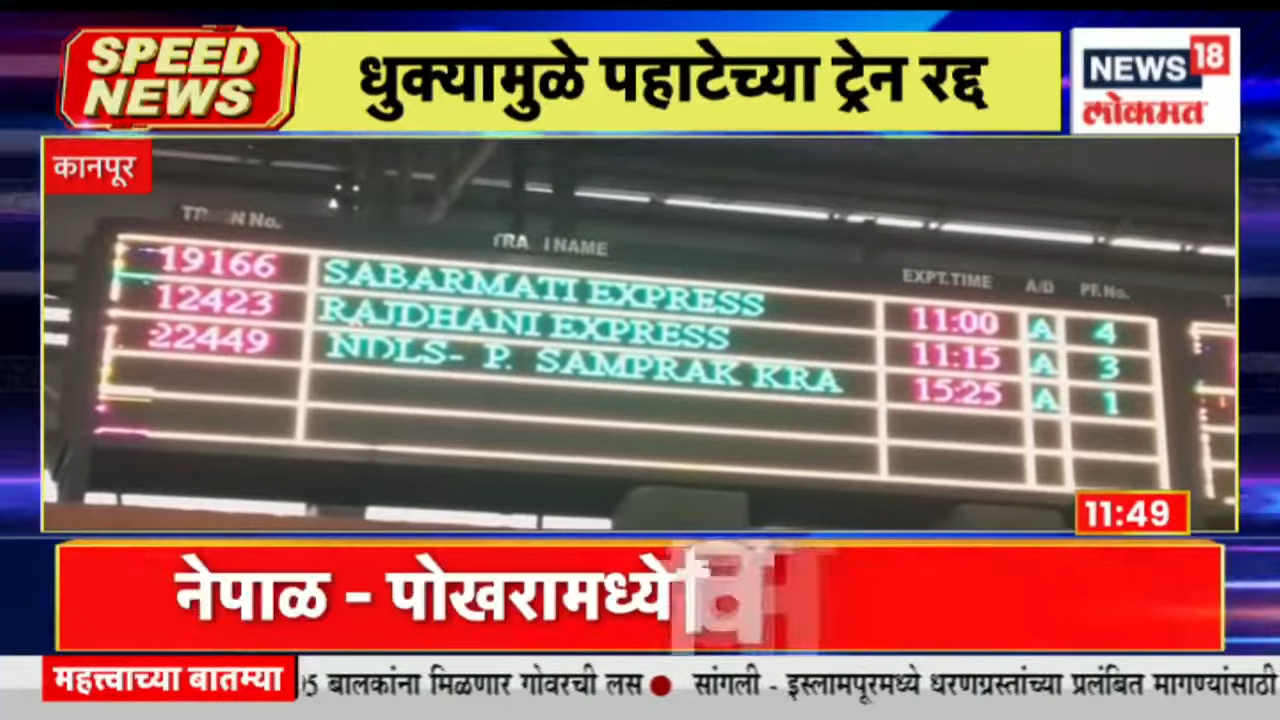 SPEED
NEWS
धुक्यामुळे पहाटेच्या ट्रेन रद्द
NEWS 18
लोकमत
कानपूर
No. NAME EXPT.TIME A/D PF.No.
19166 SABARMATI EXPRESS 11:00 A 4
12423 RAJDHANI EXPRESS 11:15 A 3
22449 NDLS- P. SAMPRAK KRA 15:25 A 1
11:49
नेपाळ - पोखरामध्ये
महत्त्वाच्या बातम्या
बालकांना मिळणार गोवरची लस ● सांगली - इस्लामपूरमध्ये धरणग्रस्तांच्या प्रलंबित मागण्यांसाठी